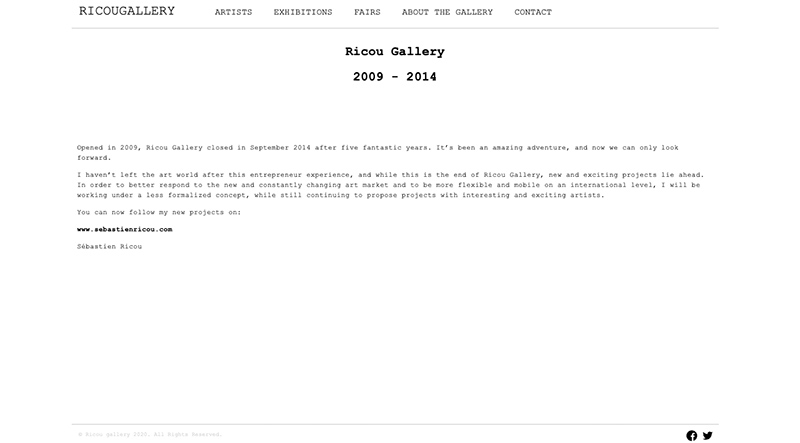 RICOUGALLERY ARTISTS EXHIBITIONS FAIRS ABOUT THE GALLERY CONTACT
Ricou Gallery
2009 – 2014
Opened in 2009, Ricou Gallery closed in September 2014 after five fantastic years. It’s been an amazing adventure, and now we can only look
forward.
I haven’t left the art world after this entrepreneur experience, and while this is the end of Ricou Gallery, new and exciting projects lie ahead.
In order to better respond to the new and constantly changing art market and to be more flexible and mobile on an international level, I will be
working under a less formalized concept, while still continuing to propose projects with interesting and exciting artists.
You can now follow my new projects on:
www.sebastienricou.com
Sébastien Ricou
© Ricou gallery 2020. All Rights Reserved.